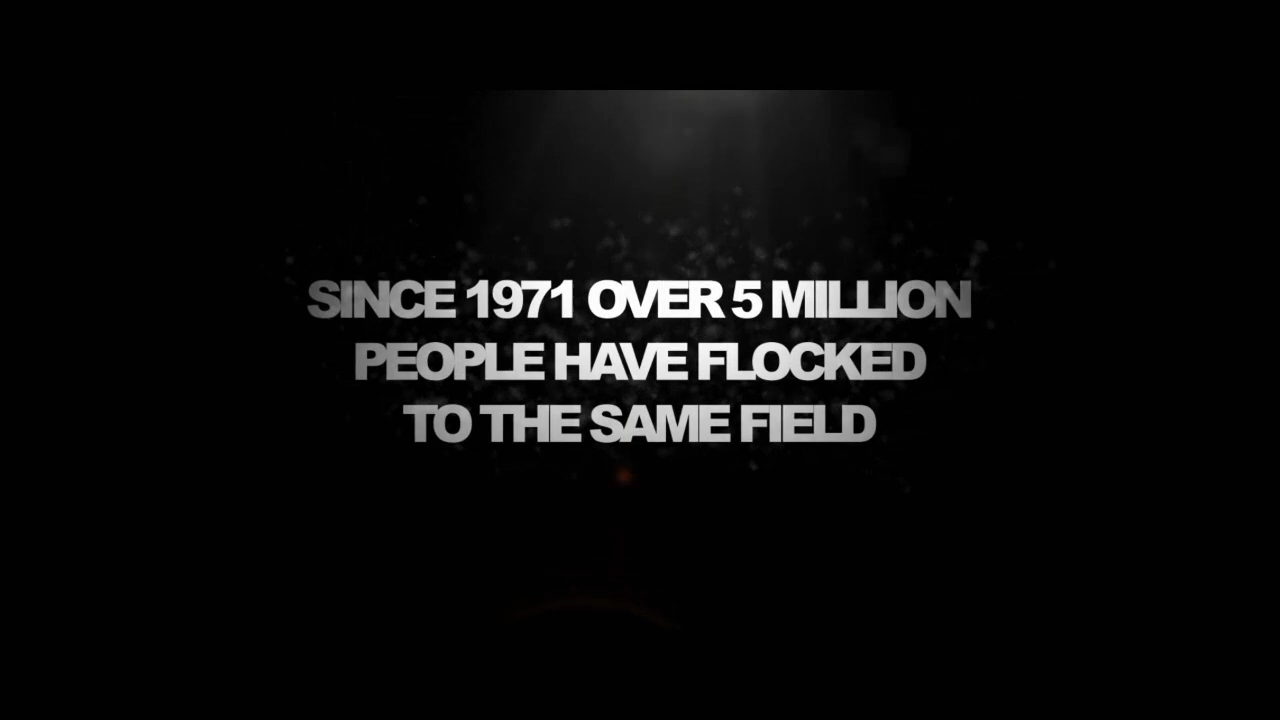 SINCE 1971 OVER 5 MILLION
PEOPLE HAVE FLOCKED
TO THE SAME FIELD